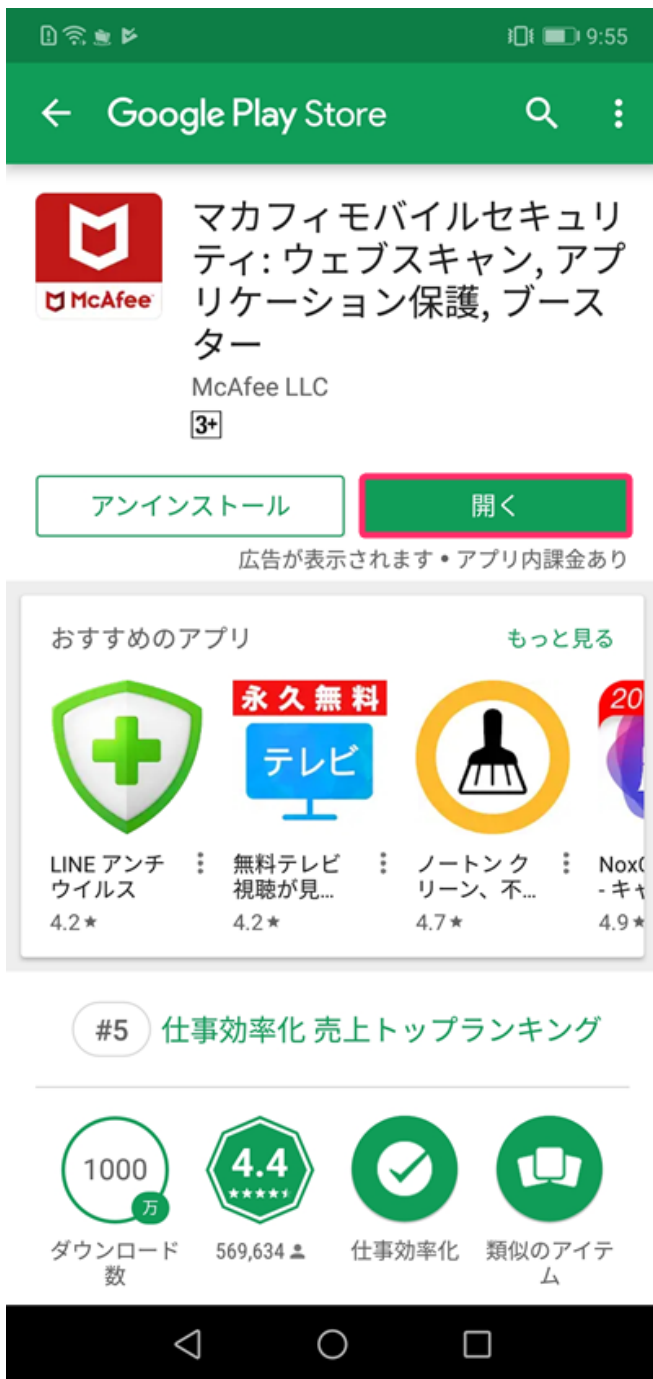 9:55
Google Play Store
マカフィモバイルセキュリ
ティ: ウェブスキャン, アプ
リケーション保護, ブース
ター
McAfee
McAfee LLC
3+
アンインストール
開く
広告が表示されます • アプリ内課金あり
おすすめのアプリ
もっと見る
永久無料
テレビ
20
LINE アンチ
ウイルス
4.2★
無料テレビ
視聴が見...
4.2★
ノートン ク
リーン、不...
4.7★
Nox
- キャ
4.9★
#5
仕事効率化 売上トップランキング
1000
万
ダウンロード
数
4.4
569,634
仕事効率化
類似のアイテ
ム